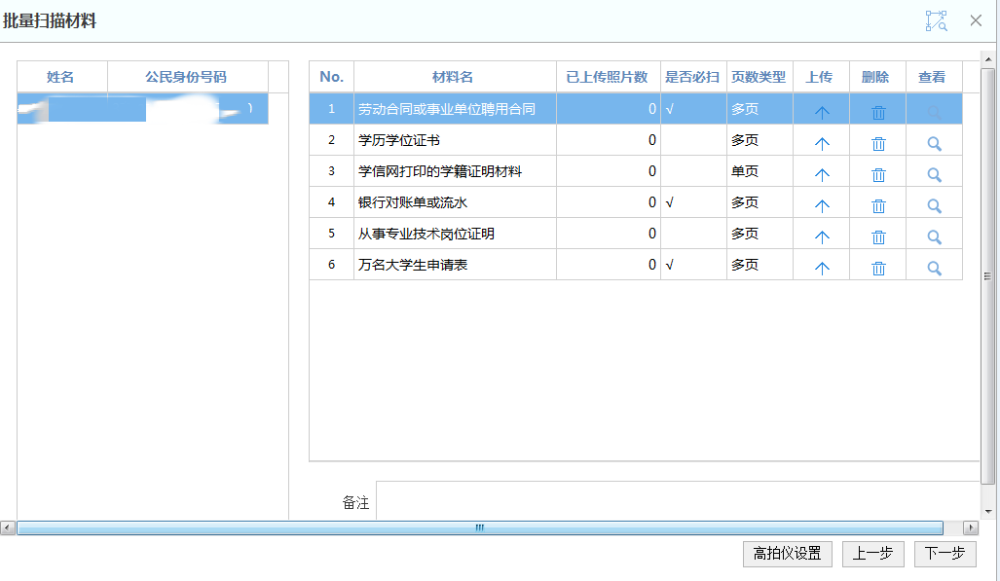 批量扫描材料
姓名 公民身份号码
No. 材料名 已上传照片数 是否必扫 页数类型 上传 删除 查看
1 劳动合同或事业单位聘用合同 0 √ 多页
2 学历学位证书 0 多页
3 学信网打印的学籍证明材料 0 单页
4 银行对账单或流水 0 √ 多页
5 从事专业技术岗位证明 0 多页
6 万名大学生申请表 0 √ 多页
备注
高拍仪设置 上一步 下一步